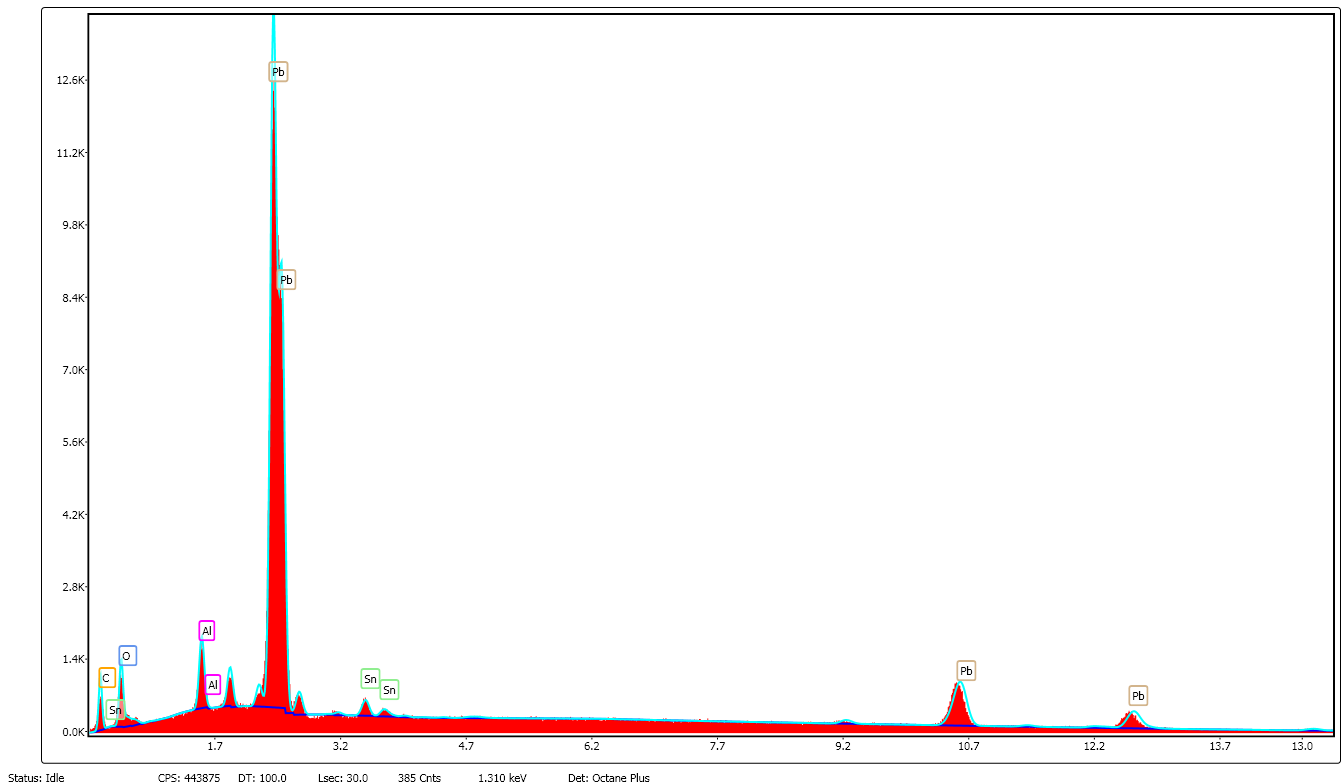 12.6K
Pb
11.2K
9.8K
Pb
8.4K
7.0K
5.6K
4.2K
2.8K
1.4K
Al
O
C
Al
Sn
Sn
Sn
Pb
Pb
0.0K
1.7 3.2 4.7 6.2 7.7 9.2 10.7 12.2 13.7 13.0
Status: Idle CPS: 443875 DT: 100.0 Lsec: 30.0 385 Cnts 1.310 keV Det: Octane Plus